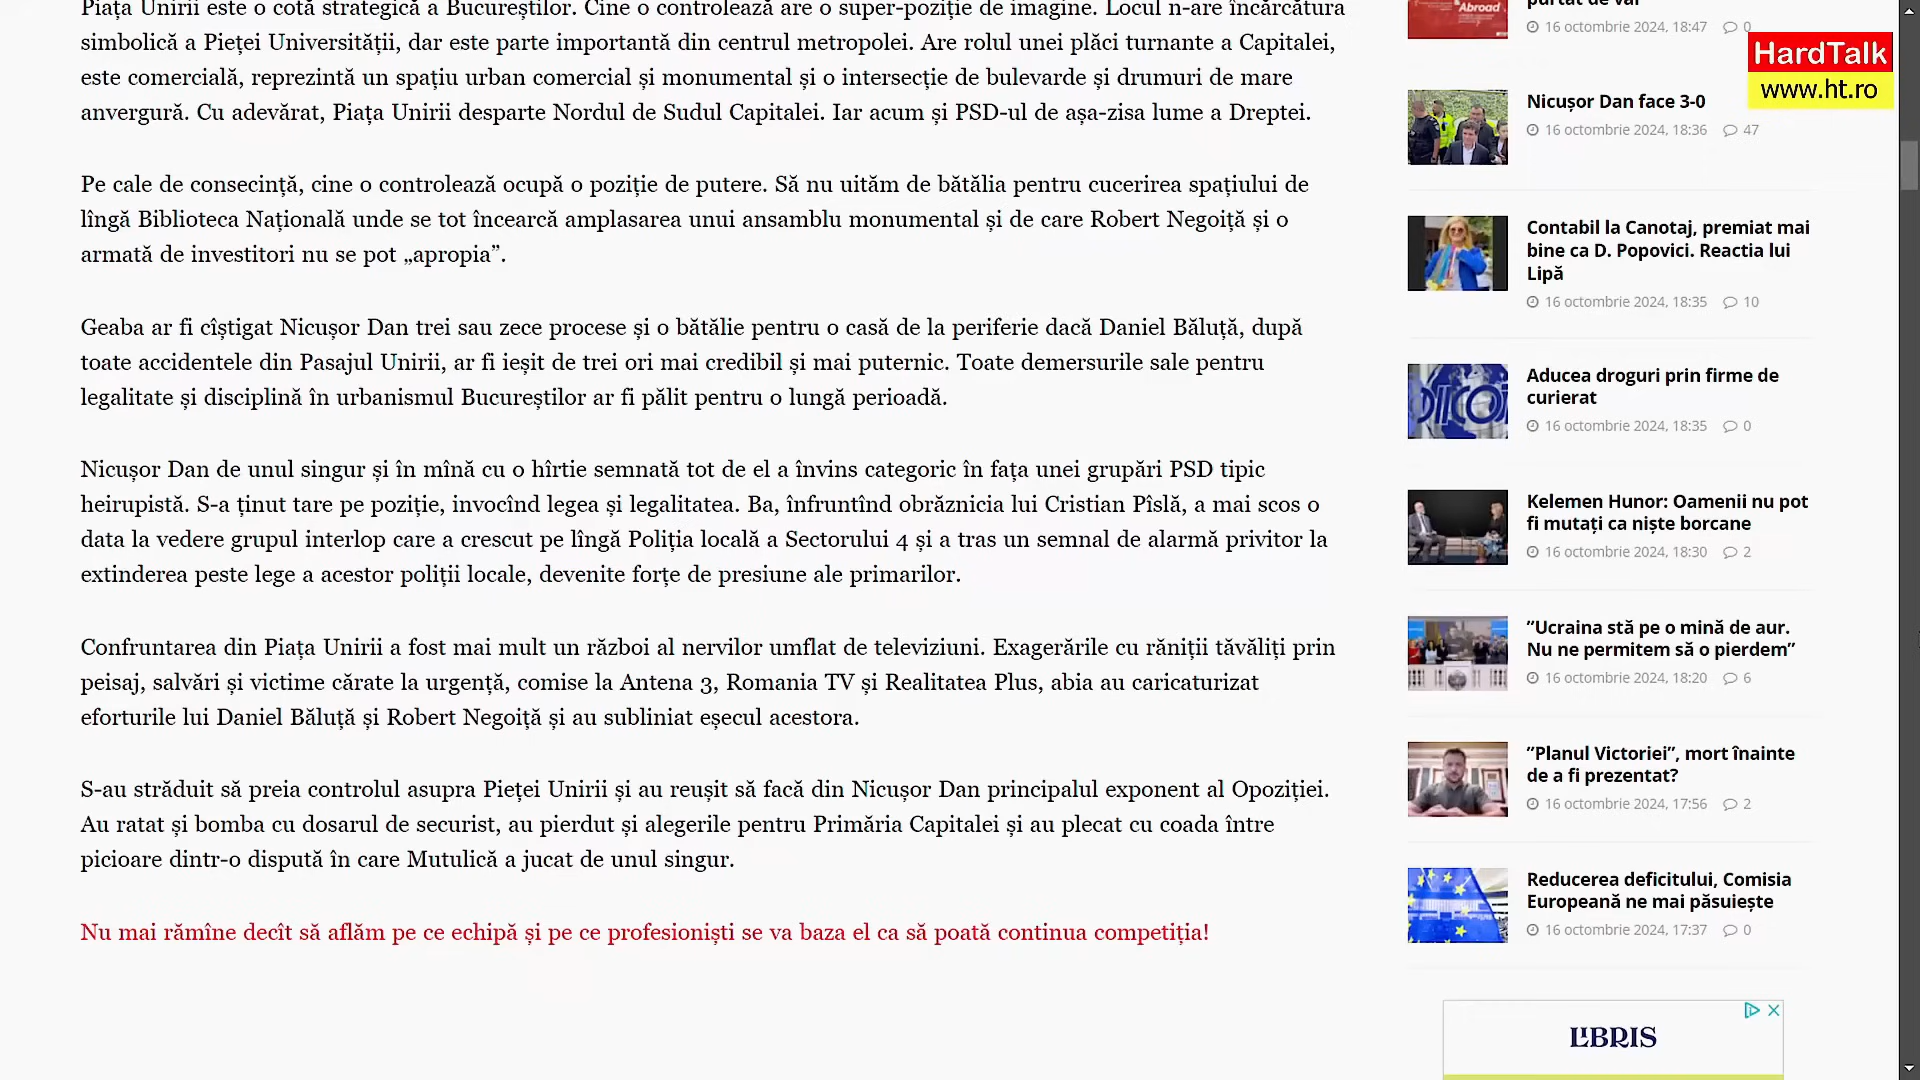 Piața Unirii este o cotă strategică a Bucureștilor. Cine o controlează are o super-poziție de imagine. Locul n-are încărcătura
simbolică a Pieței Universității, dar este parte importantă din centrul metropolei. Are rolul unei plăci turnante a Capitalei,
este comercială, reprezintă un spațiu urban comercial și monumental și o intersecție de bulevarde și drumuri de mare
anvergură. Cu adevărat, Piața Unirii desparte Nordul de Sudul Capitalei. Iar acum și PSD-ul de așa-zisa lume a Dreptei.
Pe cale de consecință, cine o controlează ocupă o poziție de putere. Să nu uităm de bătălia pentru cucerirea spațiului de
lîngă Biblioteca Națională unde se tot încearcă amplasarea unui ansamblu monumental și de care Robert Negoiță și o
armată de investitori nu se pot „apropia”.
Geaba ar fi cîștigat Nicușor Dan trei sau zece procese și o bătălie pentru o casă de la periferie dacă Daniel Băluță, după
toate accidentele din Pasajul Unirii, ar fi ieșit de trei ori mai credibil și mai puternic. Toate demersurile sale pentru
legalitate și disciplină în urbanismul Bucureștilor ar fi pălit pentru o lungă perioadă.
Nicușor Dan de unul singur și în mînă cu o hîrtie semnată tot de el a învins categoric în fața unei grupări PSD tipic
heirupistă. S-a ținut tare pe poziție, invocînd legea și legalitatea. Ba, înfruntînd obrăznicia lui Cristian Pîslă, a mai scos o
data la vedere grupul interlop care a crescut pe lîngă Poliția locală a Sectorului 4 și a tras un semnal de alarmă privitor la
extinderea peste lege a acestor poliții locale, devenite forțe de presiune ale primarilor.
Confruntarea din Piața Unirii a fost mai mult un război al nervilor umflat de televiziuni. Exagerările cu răniții tăvăliți prin
peisaj, salvări și victime cărate la urgență, comise la Antena 3, Romania TV și Realitatea Plus, abia au caricaturizat
eforturile lui Daniel Băluță și Robert Negoiță și au subliniat eșecul acestora.
S-au străduit să preia controlul asupra Pieței Unirii și au reușit să facă din Nicușor Dan principalul exponent al Opoziției.
Au ratat și bomba cu dosarul de securist, au pierdut și alegerile pentru Primăria Capitalei și au plecat cu coada între
picioare dintr-o dispută în care Mutulică a jucat de unul singur.
Nu mai rămîne decît să aflăm pe ce echipă și pe ce profesioniști se va baza el ca să poată continua competiția!
&Abroad
purtat de val
16 octombrie 2024, 18:47 0
HardTalk
www.ht.ro
Nicușor Dan face 3-0
16 octombrie 2024, 18:36 47
Contabil la Canotaj, premiat mai
bine ca D. Popovici. Reactia lui
Lipă
16 octombrie 2024, 18:35 10
DIICOT
Aducea droguri prin firme de
curierat
16 octombrie 2024, 18:35 0
Kelemen Hunor: Oamenii nu pot
fi mutați ca niște borcane
16 octombrie 2024, 18:30 2
”Ucraina stă pe o mină de aur.
Nu ne permitem să o pierdem”
16 octombrie 2024, 18:20 6
”Planul Victoriei”, mort înainte
de a fi prezentat?
16 octombrie 2024, 17:56 2
Reducerea deficitului, Comisia
Europeană ne mai păsuiește
16 octombrie 2024, 17:37 0
LIBRIS